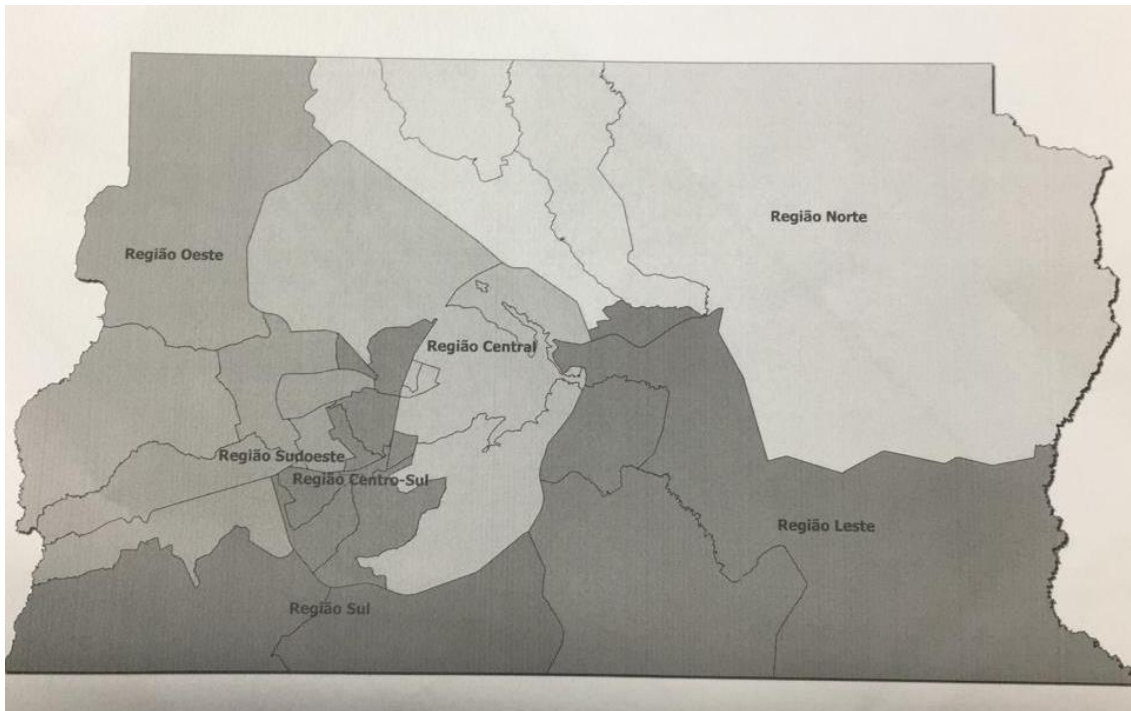 Região Norte
Região Oeste
Região Central
Região Sudoeste
Região Centro-Sul
Região Leste
Região Sul